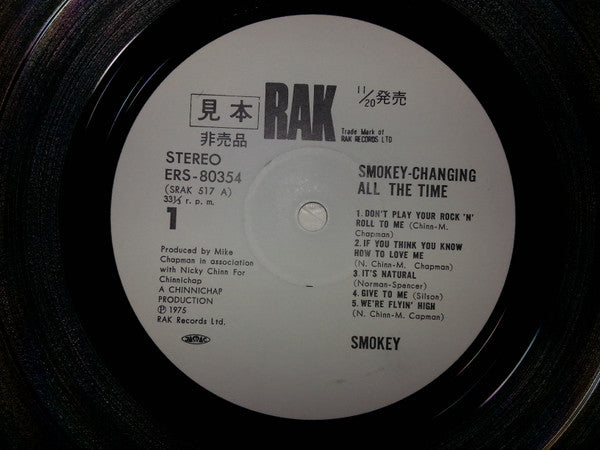 見本
非売品
RAK
Trade Mark of
RAK RECORDS LTD
11/20発売
STEREO
ERS-80354
(SRAK 517 A)
33⅓ r. p. m.
1
Produced by Mike
Chapman in association
with Nicky Chinn For
Chinnichap
A CHINNICHAP
PRODUCTION
℗ 1975
RAK Records Ltd.
JASRAC
SMOKEY-CHANGING
ALL THE TIME
1. DON'T PLAY YOUR ROCK 'N'
ROLL TO ME (Chinn-M.
Chapman)
2. IF YOU THINK YOU KNOW
HOW TO LOVE ME
(N. Chinn-M. Chapman)
3. IT'S NATURAL
(Norman-Spencer)
4. GIVE TO ME (Silson)
5. WE'RE FLYIN' HIGH
(N. Chinn-M. Capman)
SMOKEY